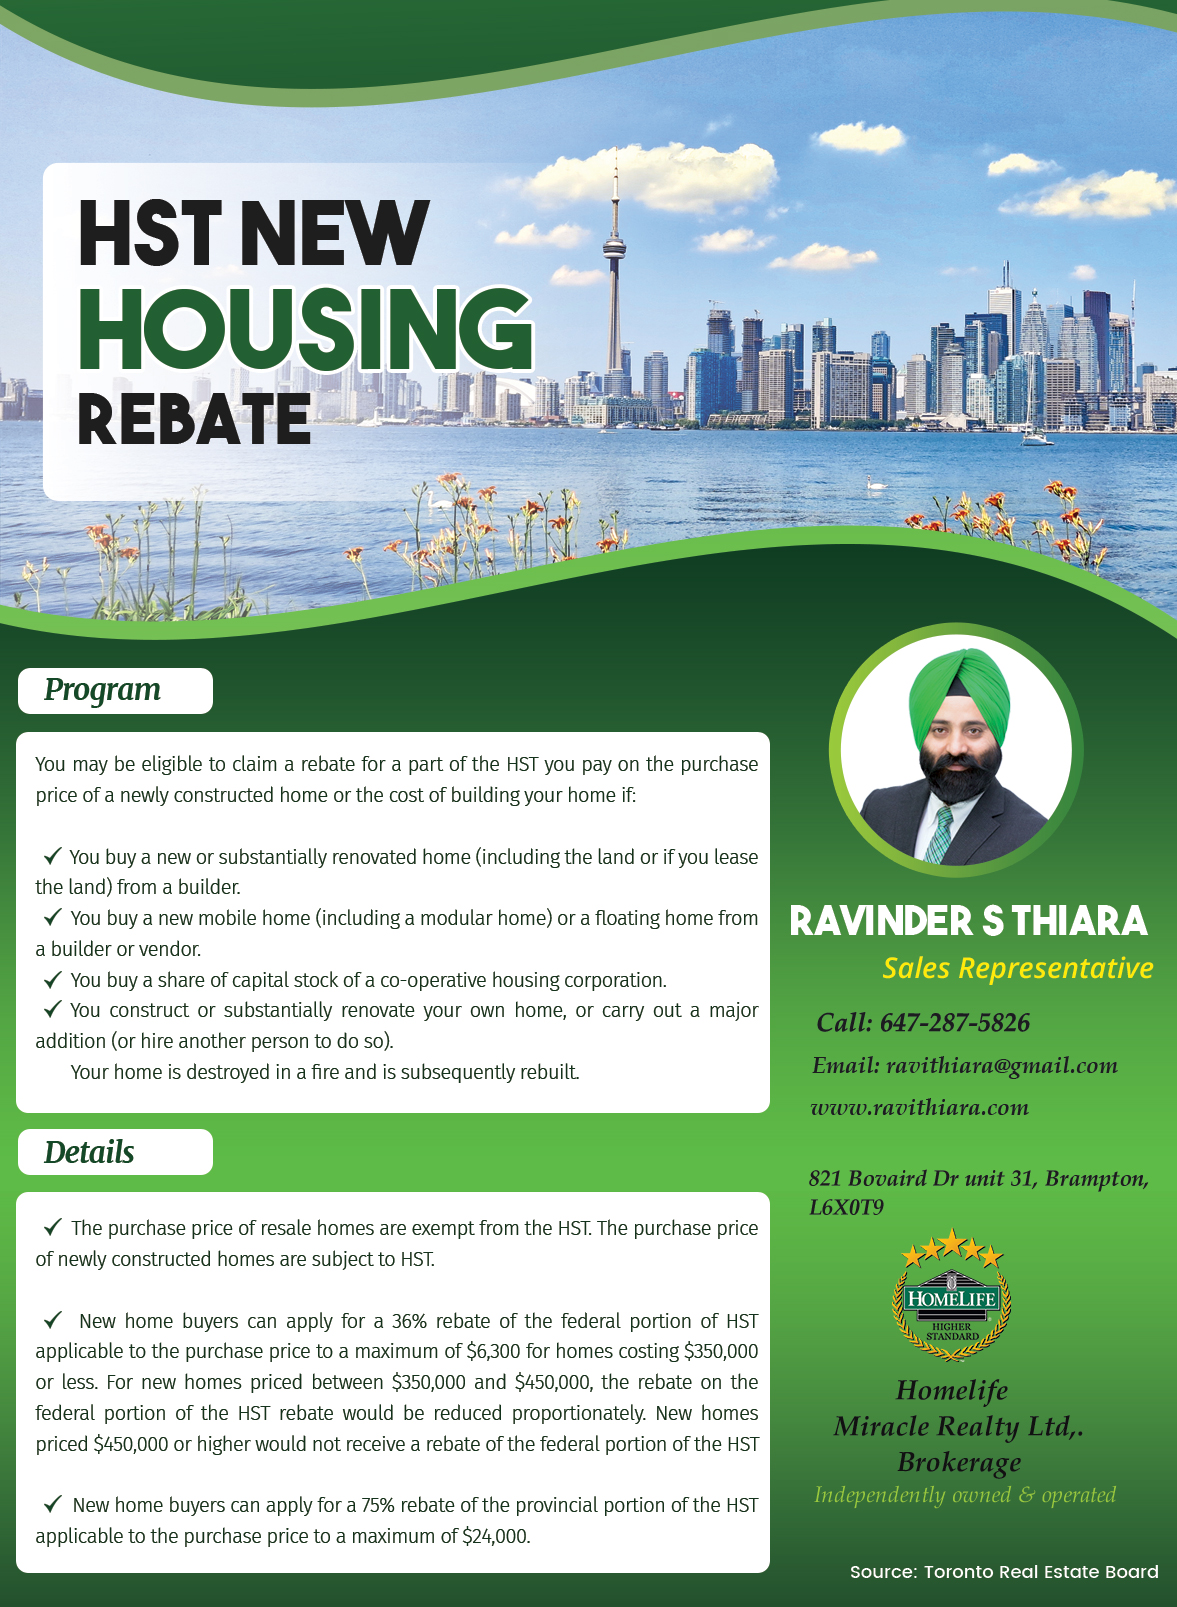 HST NEW
HOUSING
REBATE
Program
You may be eligible to claim a rebate for a part of the HST you pay on the purchase
price of a newly constructed home or the cost of building your home if:
✓ You buy a new or substantially renovated home (including the land or if you lease
the land) from a builder.
✓ You buy a new mobile home (including a modular home) or a floating home from
a builder or vendor.
✓ You buy a share of capital stock of a co-operative housing corporation.
✓ You construct or substantially renovate your own home, or carry out a major
addition (or hire another person to do so).
Your home is destroyed in a fire and is subsequently rebuilt.
Details
✓ The purchase price of resale homes are exempt from the HST. The purchase price
of newly constructed homes are subject to HST.
✓ New home buyers can apply for a 36% rebate of the federal portion of HST
applicable to the purchase price to a maximum of $6,300 for homes costing $350,000
or less. For new homes priced between $350,000 and $450,000, the rebate on the
federal portion of the HST rebate would be reduced proportionately. New homes
priced $450,000 or higher would not receive a rebate of the federal portion of the HST
✓ New home buyers can apply for a 75% rebate of the provincial portion of the HST
applicable to the purchase price to a maximum of $24,000.
RAVINDER S THIARA
Sales Representative
Call: 647-287-5826
Email: ravithiara@gmail.com
www.ravithiara.com
821 Bovaird Dr unit 31, Brampton,
L6X0T9
HOMELIFE
HIGHER
STANDARD
Homelife
Miracle Realty Ltd,.
Brokerage
Independently owned & operated
Source: Toronto Real Estate Board